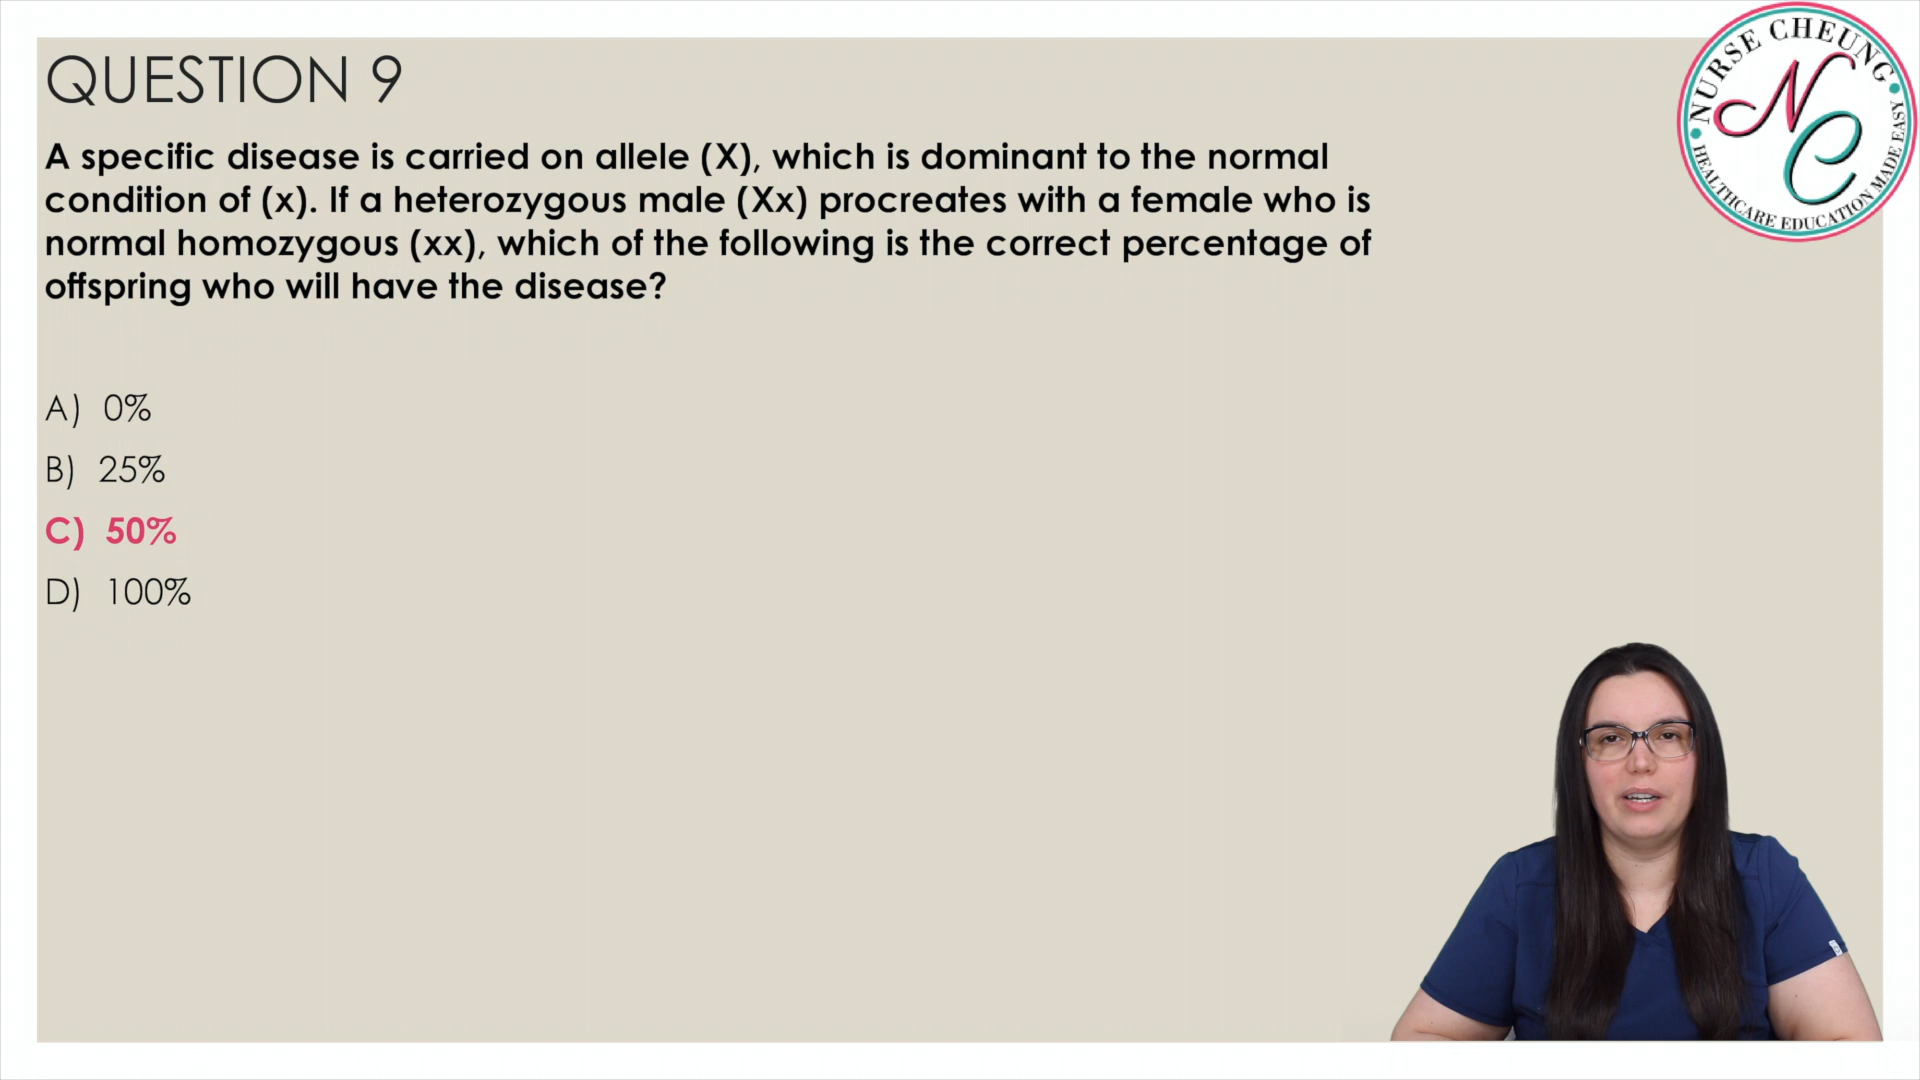 QUESTION 9
A specific disease is carried on allele (X), which is dominant to the normal
condition of (x). If a heterozygous male (Xx) procreates with a female who is
normal homozygous (xx), which of the following is the correct percentage of
offspring who will have the disease?
A) 0%
B) 25%
C) 50%
D) 100%
NURSE CHEUNG
NC
HEALTHCARE EDUCATION MADE EASY